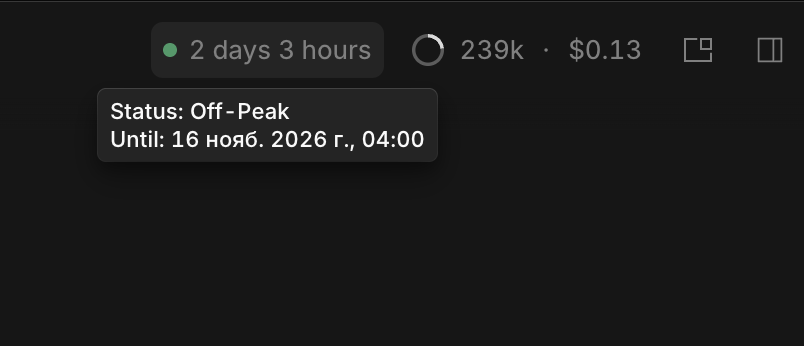 2 days 3 hours
239k · $0.13
Status: Off-Peak
Until: 16 нояб. 2026 г., 04:00